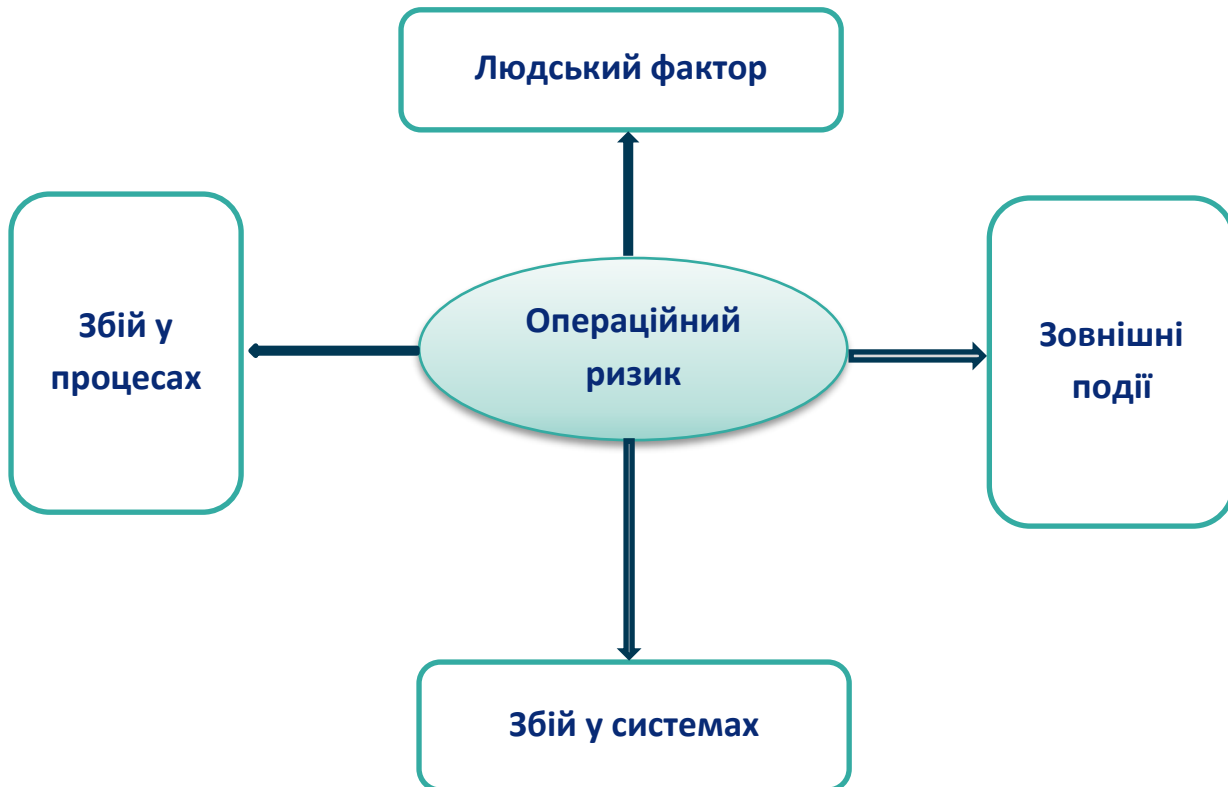 Людський фактор
Збій у
процесах
Операційний
ризик
Зовнішні
події
Збій у системах